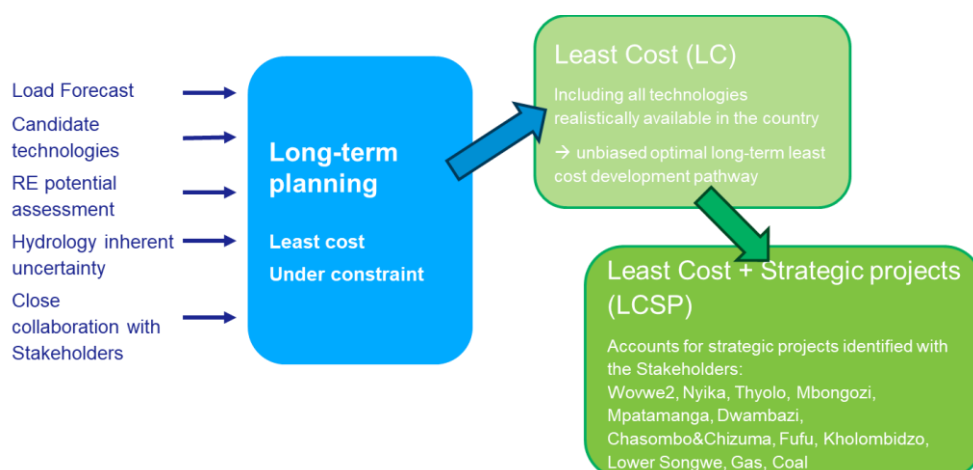 Load Forecast
Candidate
technologies
RE potential
assessment
Hydrology inherent
uncertainty
Close
collaboration with
Stakeholders
Long-term
planning
Least cost
Under constraint
Least Cost (LC)
Including all technologies
realistically available in the country
→ unbiased optimal long-term least
cost development pathway
Least Cost + Strategic projects
(LCSP)
Accounts for strategic projects identified with
the Stakeholders:
Wovwe2, Nyika, Thyolo, Mbongozi,
Mpatamanga, Dwambazi,
Chasombo&Chizuma, Fufu, Kholombidzo,
Lower Songwe, Gas, Coal